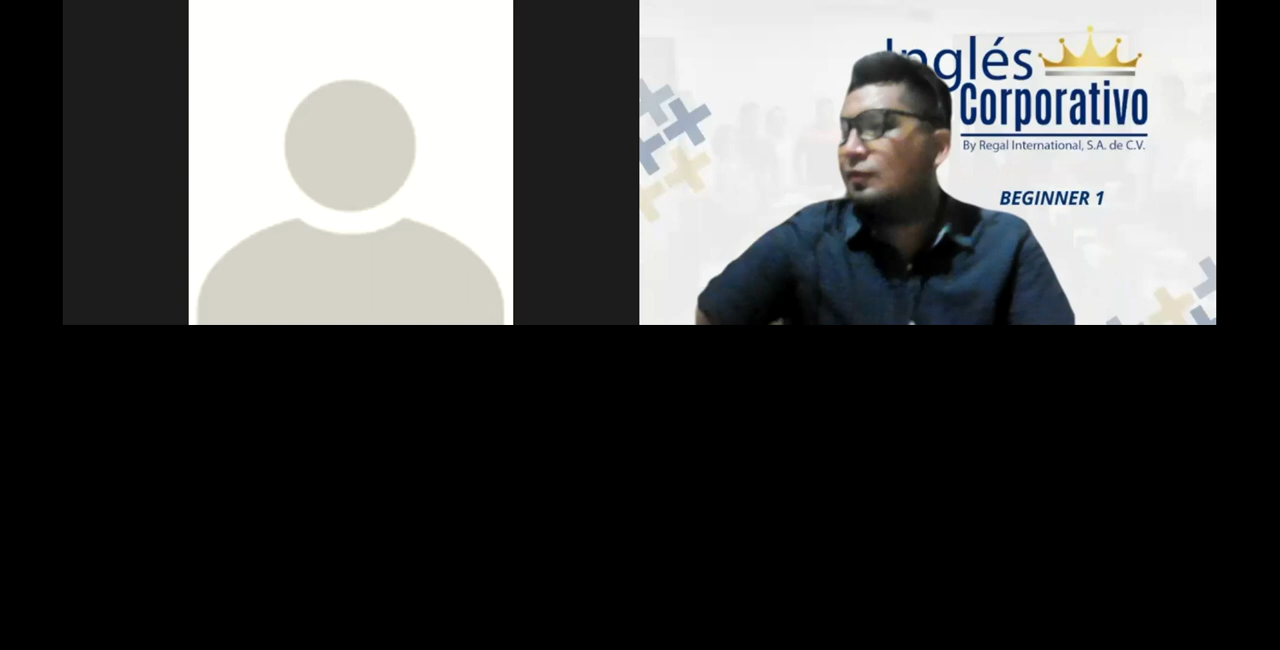 Inglés
Corporativo
By Regal International, S.A. de C.V.
BEGINNER 1